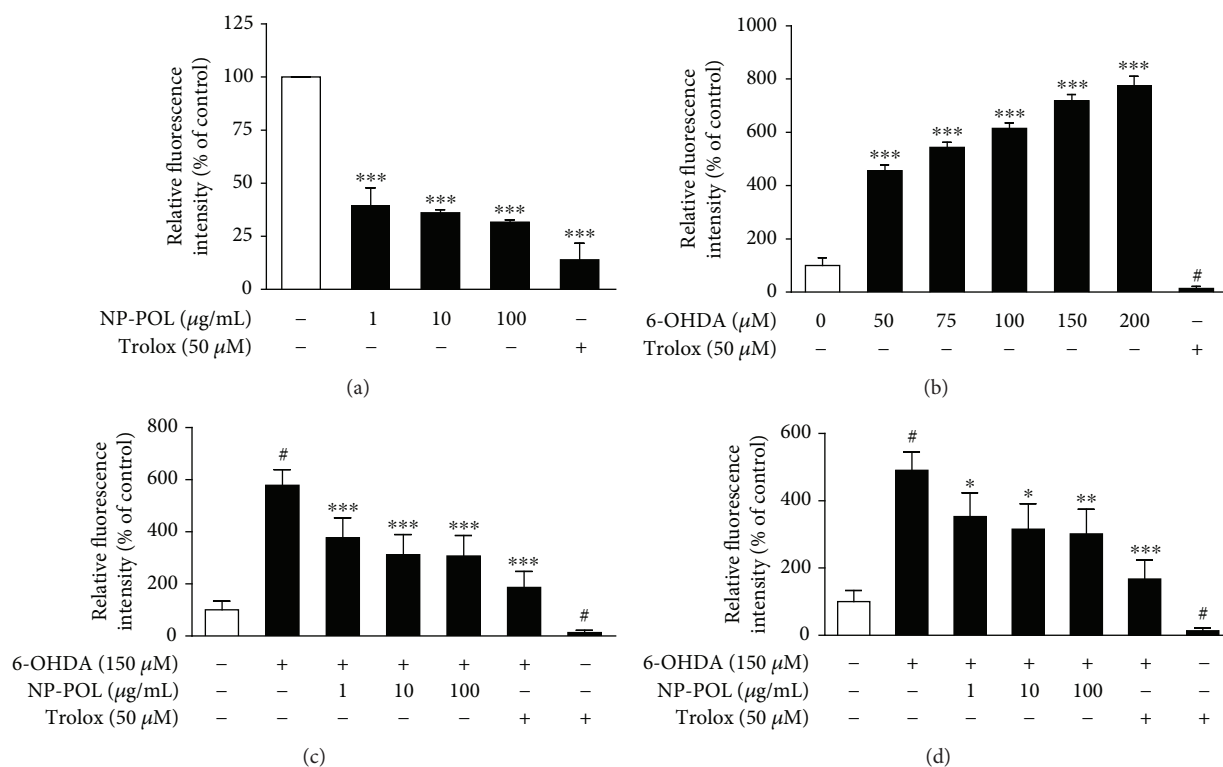 Relative fluorescence
intensity (% of control)
125
100
75
50
25
0
***
***
***
***
NP-POL (μg/mL) – 1 10 100 –
Trolox (50 μM) – – – – +
(a)
Relative fluorescence
intensity (% of control)
1000
800
600
400
200
0
***
***
***
***
***
#
6-OHDA (μM) 0 50 75 100 150 200 –
Trolox (50 μM) – – – – – – +
(b)
Relative fluorescence
intensity (% of control)
800
600
400
200
0
#
***
***
***
***
#
6-OHDA (150 μM) – + + + + + –
NP-POL (μg/mL) – – 1 10 100 – –
Trolox (50 μM) – – – – – + +
(c)
Relative fluorescence
intensity (% of control)
600
400
200
0
#
*
*
**
***
#
6-OHDA (150 μM) – + + + + + –
NP-POL (μg/mL) – – 1 10 100 – –
Trolox (50 μM) – – – – – + +
(d)